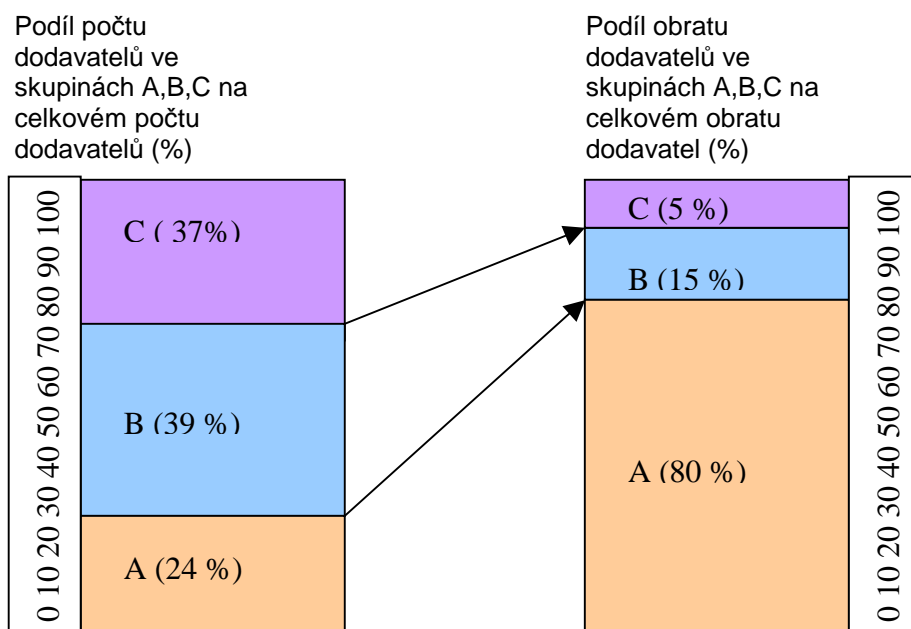 Podíl počtu
dodavatelů ve
skupinách A,B,C na
celkovém počtu
dodavatelů (%)
Podíl obratu
dodavatelů ve
skupinách A,B,C na
celkovém obratu
dodavatel (%)
0 10 20 30 40 50 60 70 80 90 100
C ( 37%)
B (39 %)
A (24 %)
C (5 %)
B (15 %)
A (80 %)
0 10 20 30 40 50 60 70 80 90 100